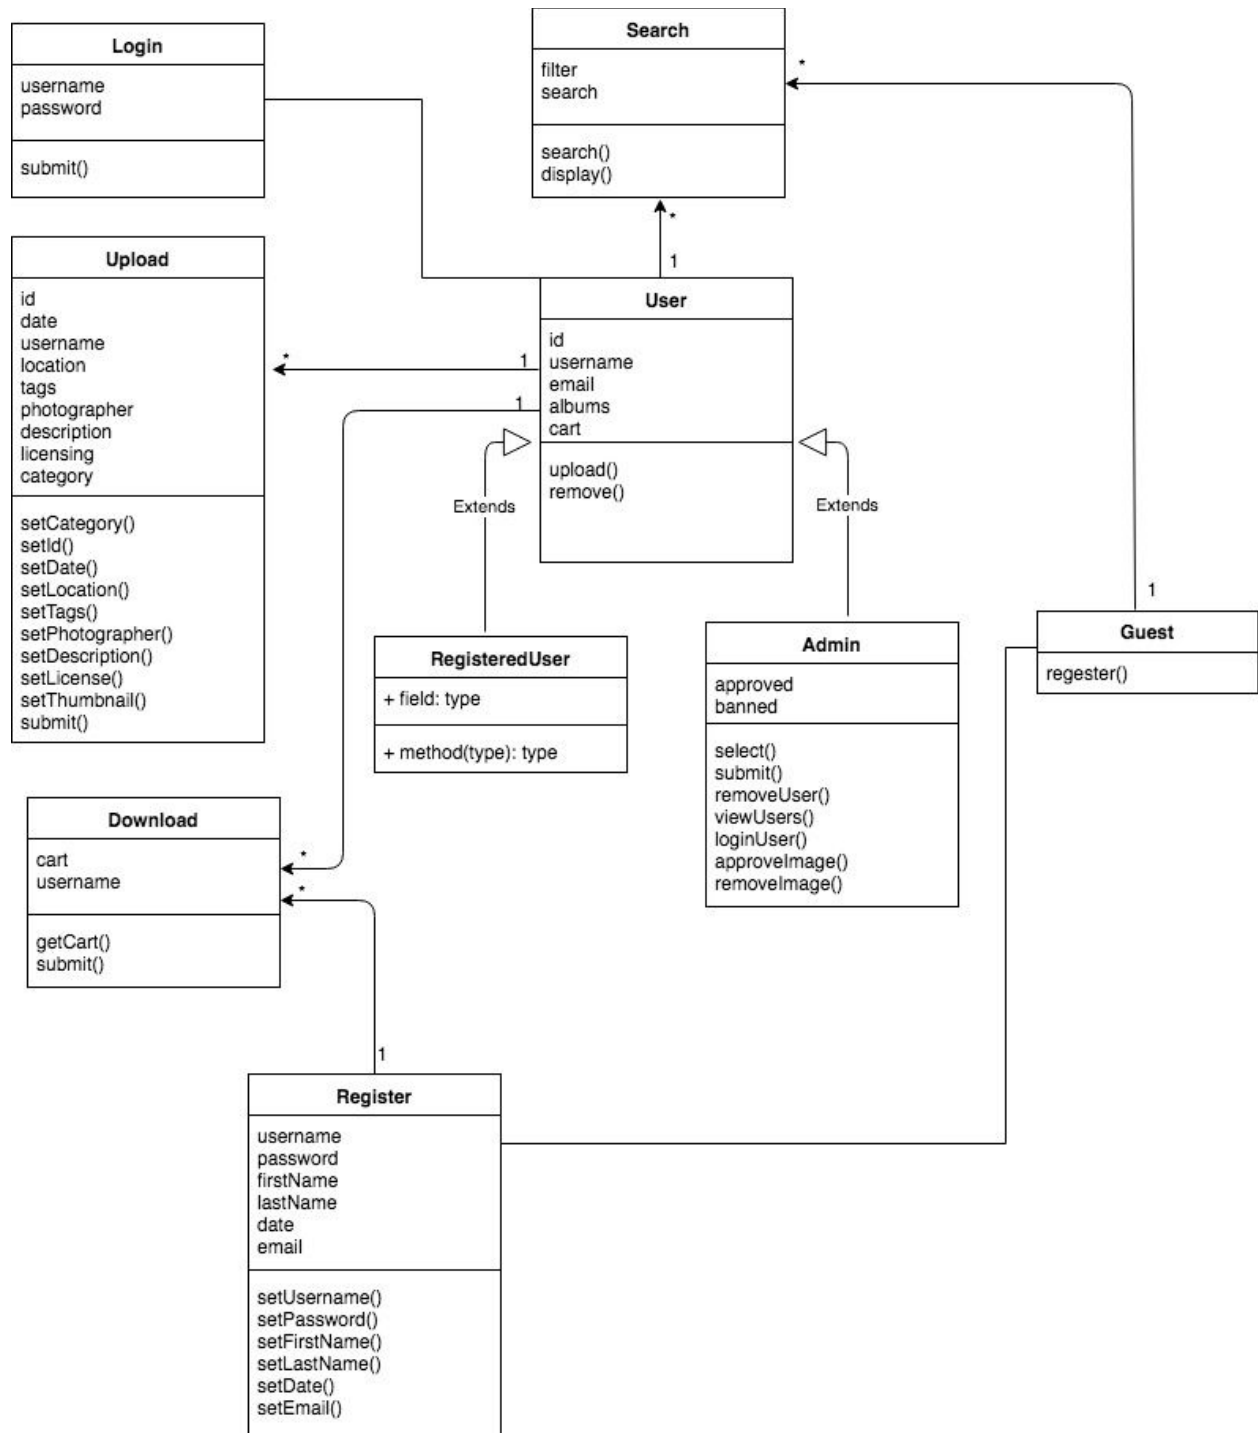 Login
username
password
submit()
Search
filter
search
search()
display()
*
*
1
Upload
id
date
username
location
tags
photographer
description
licensing
category
setCategory()
setId()
setDate()
setLocation()
setTags()
setPhotographer()
setDescription()
setLicense()
setThumbnail()
submit()
User
id
username
email
albums
cart
upload()
remove()
*
1
1
Extends
Extends
RegisteredUser
+ field: type
+ method(type): type
Admin
approved
banned
select()
submit()
removeUser()
viewUsers()
loginUser()
approveImage()
removeImage()
1
Guest
regester()
Download
cart
username
getCart()
submit()
*
*
1
Register
username
password
firstName
lastName
date
email
setUsername()
setPassword()
setFirstName()
setLastName()
setDate()
setEmail()